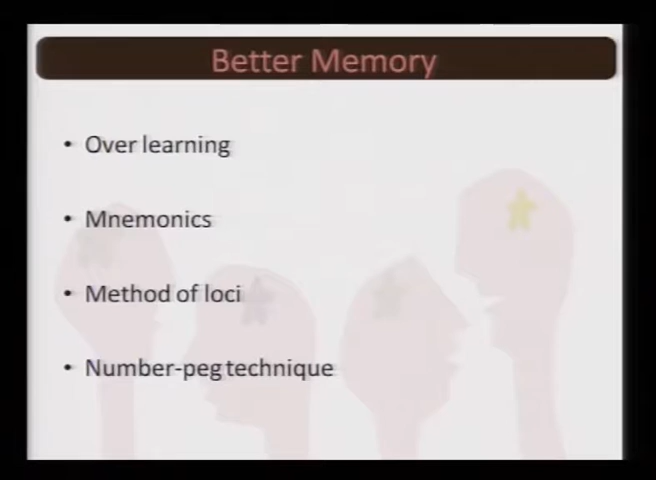 Better Memory
• Over learning
• Mnemonics
• Method of loci
• Number-peg technique